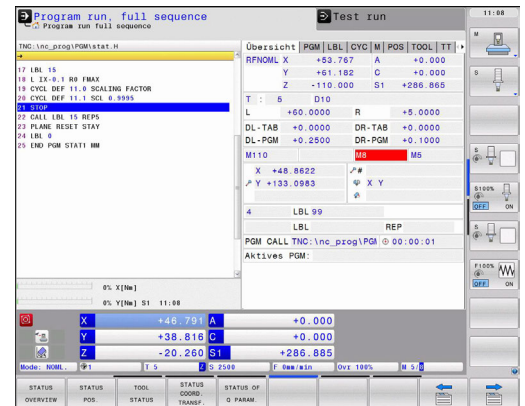 Program run, full sequence
Program run, full sequence
Test run
11:08
TNC:\nc_prog\PGM\stat.H
→
17 LBL 15
18 L IX-0.1 R0 FMAX
19 CYCL DEF 11.0 SCALING FACTOR
20 CYCL DEF 11.1 SCL 0.9995
21 STOP
22 CALL LBL 15 REP5
23 PLANE RESET STAY
24 LBL 0
25 END PGM STAT1 MM
0% X[Nm]
0% Y[Nm] S1 11:08
Übersicht PGM LBL CYC M POS TOOL TT
RFNOML X +53.767 A +0.000
Y +61.182 C +0.000
Z -110.000 S1 +286.865
T : 5 D10
L +60.0000 R +5.0000
DL-TAB +0.0000 DR-TAB +0.0000
DL-PGM +0.2500 DR-PGM +0.1000
M110 M8 M5
X +48.8622 #
Y +133.0983 X Y
4 LBL 99
LBL REP
PGM CALL TNC:\nc_prog\PGM 00:00:01
Aktives PGM:
X +46.791 A +0.000
Y +38.816 C +0.000
Z -20.260 S1 +286.885
Mode: NOML. 1 T 5 Z S 2500 F 0mm/min Ovr 100% M 5/8
M
S
S
S100%
OFF ON
S
F100%
OFF ON
STATUS OVERVIEW
STATUS POS.
TOOL STATUS
STATUS COORD. TRANSF.
STATUS OF Q PARAM.